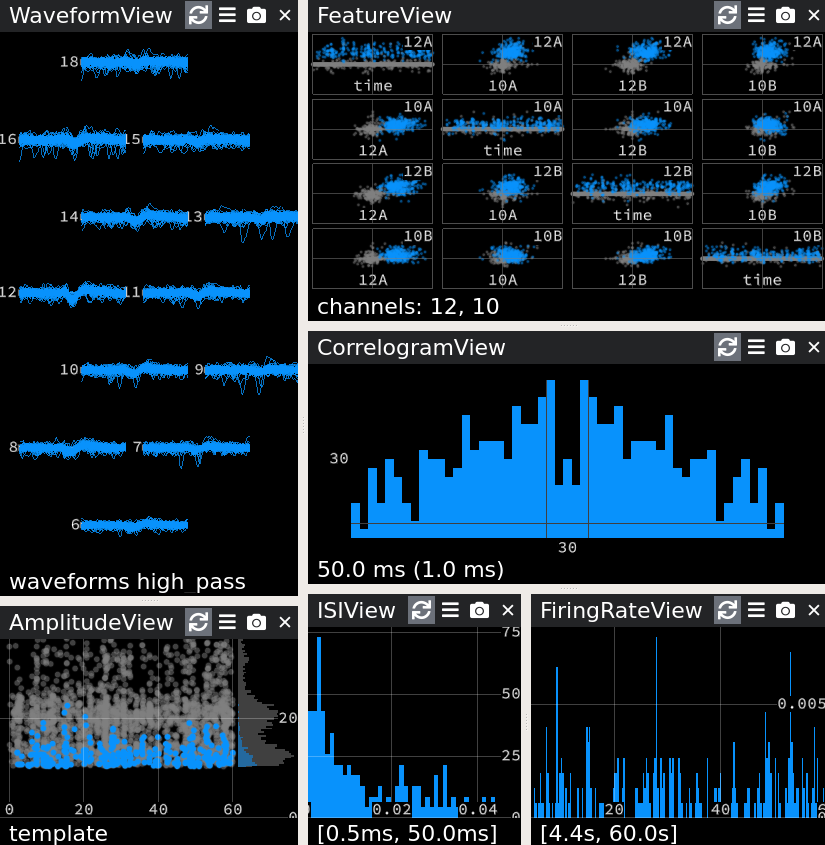 WaveformView
18
16 15
14 13
12 11
10 9
8 7
6
waveforms high_pass
AmplitudeView
20
0 20 40 60 0
template
FeatureView
12A 12A 12A 12A
time 10A 12B 10B
10A 10A 10A 10A
12A time 12B 10B
12B 12B 12B 12B
12A 10A time 10B
10B 10B 10B 10B
12A 10A 12B time
channels: 12, 10
CorrelogramView
30
30
50.0 ms (1.0 ms)
ISIView
75
50
25
0.02 0.04 0
[0.5ms, 50.0ms]
FiringRateView
0.005
20 40
[4.4s, 60.0s]